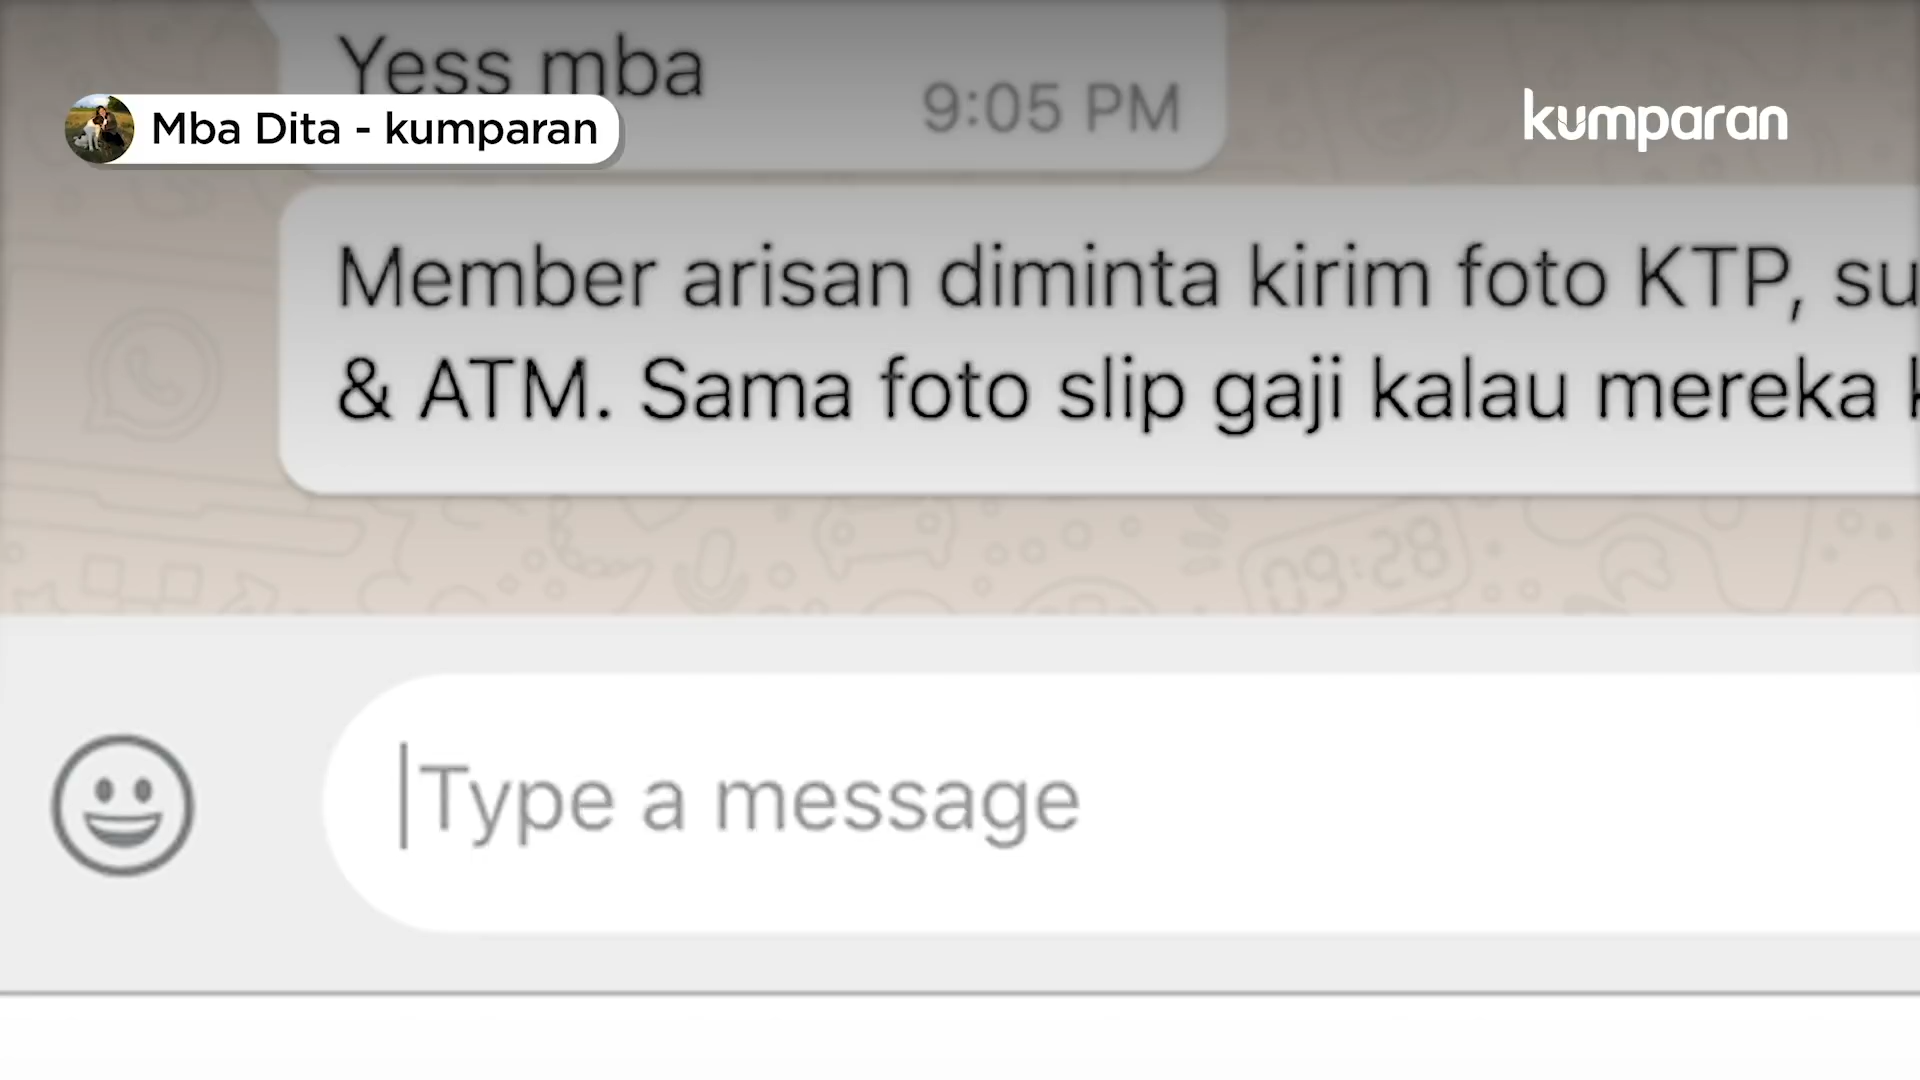 Yess mba
9:05 PM
Mba Dita - kumparan
kumparan
Member arisan diminta kirim foto KTP, su
& ATM. Sama foto slip gaji kalau mereka k
09:28
Type a message